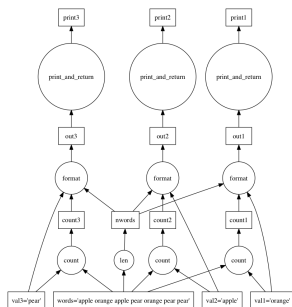 print3 print2 print1
print_and_return print_and_return print_and_return
out3 out2 out1
format format format
count3 nwords count2 count1
count len count count
val3='pear' words='apple orange apple pear orange pear pear' val2='apple' val1='orange'